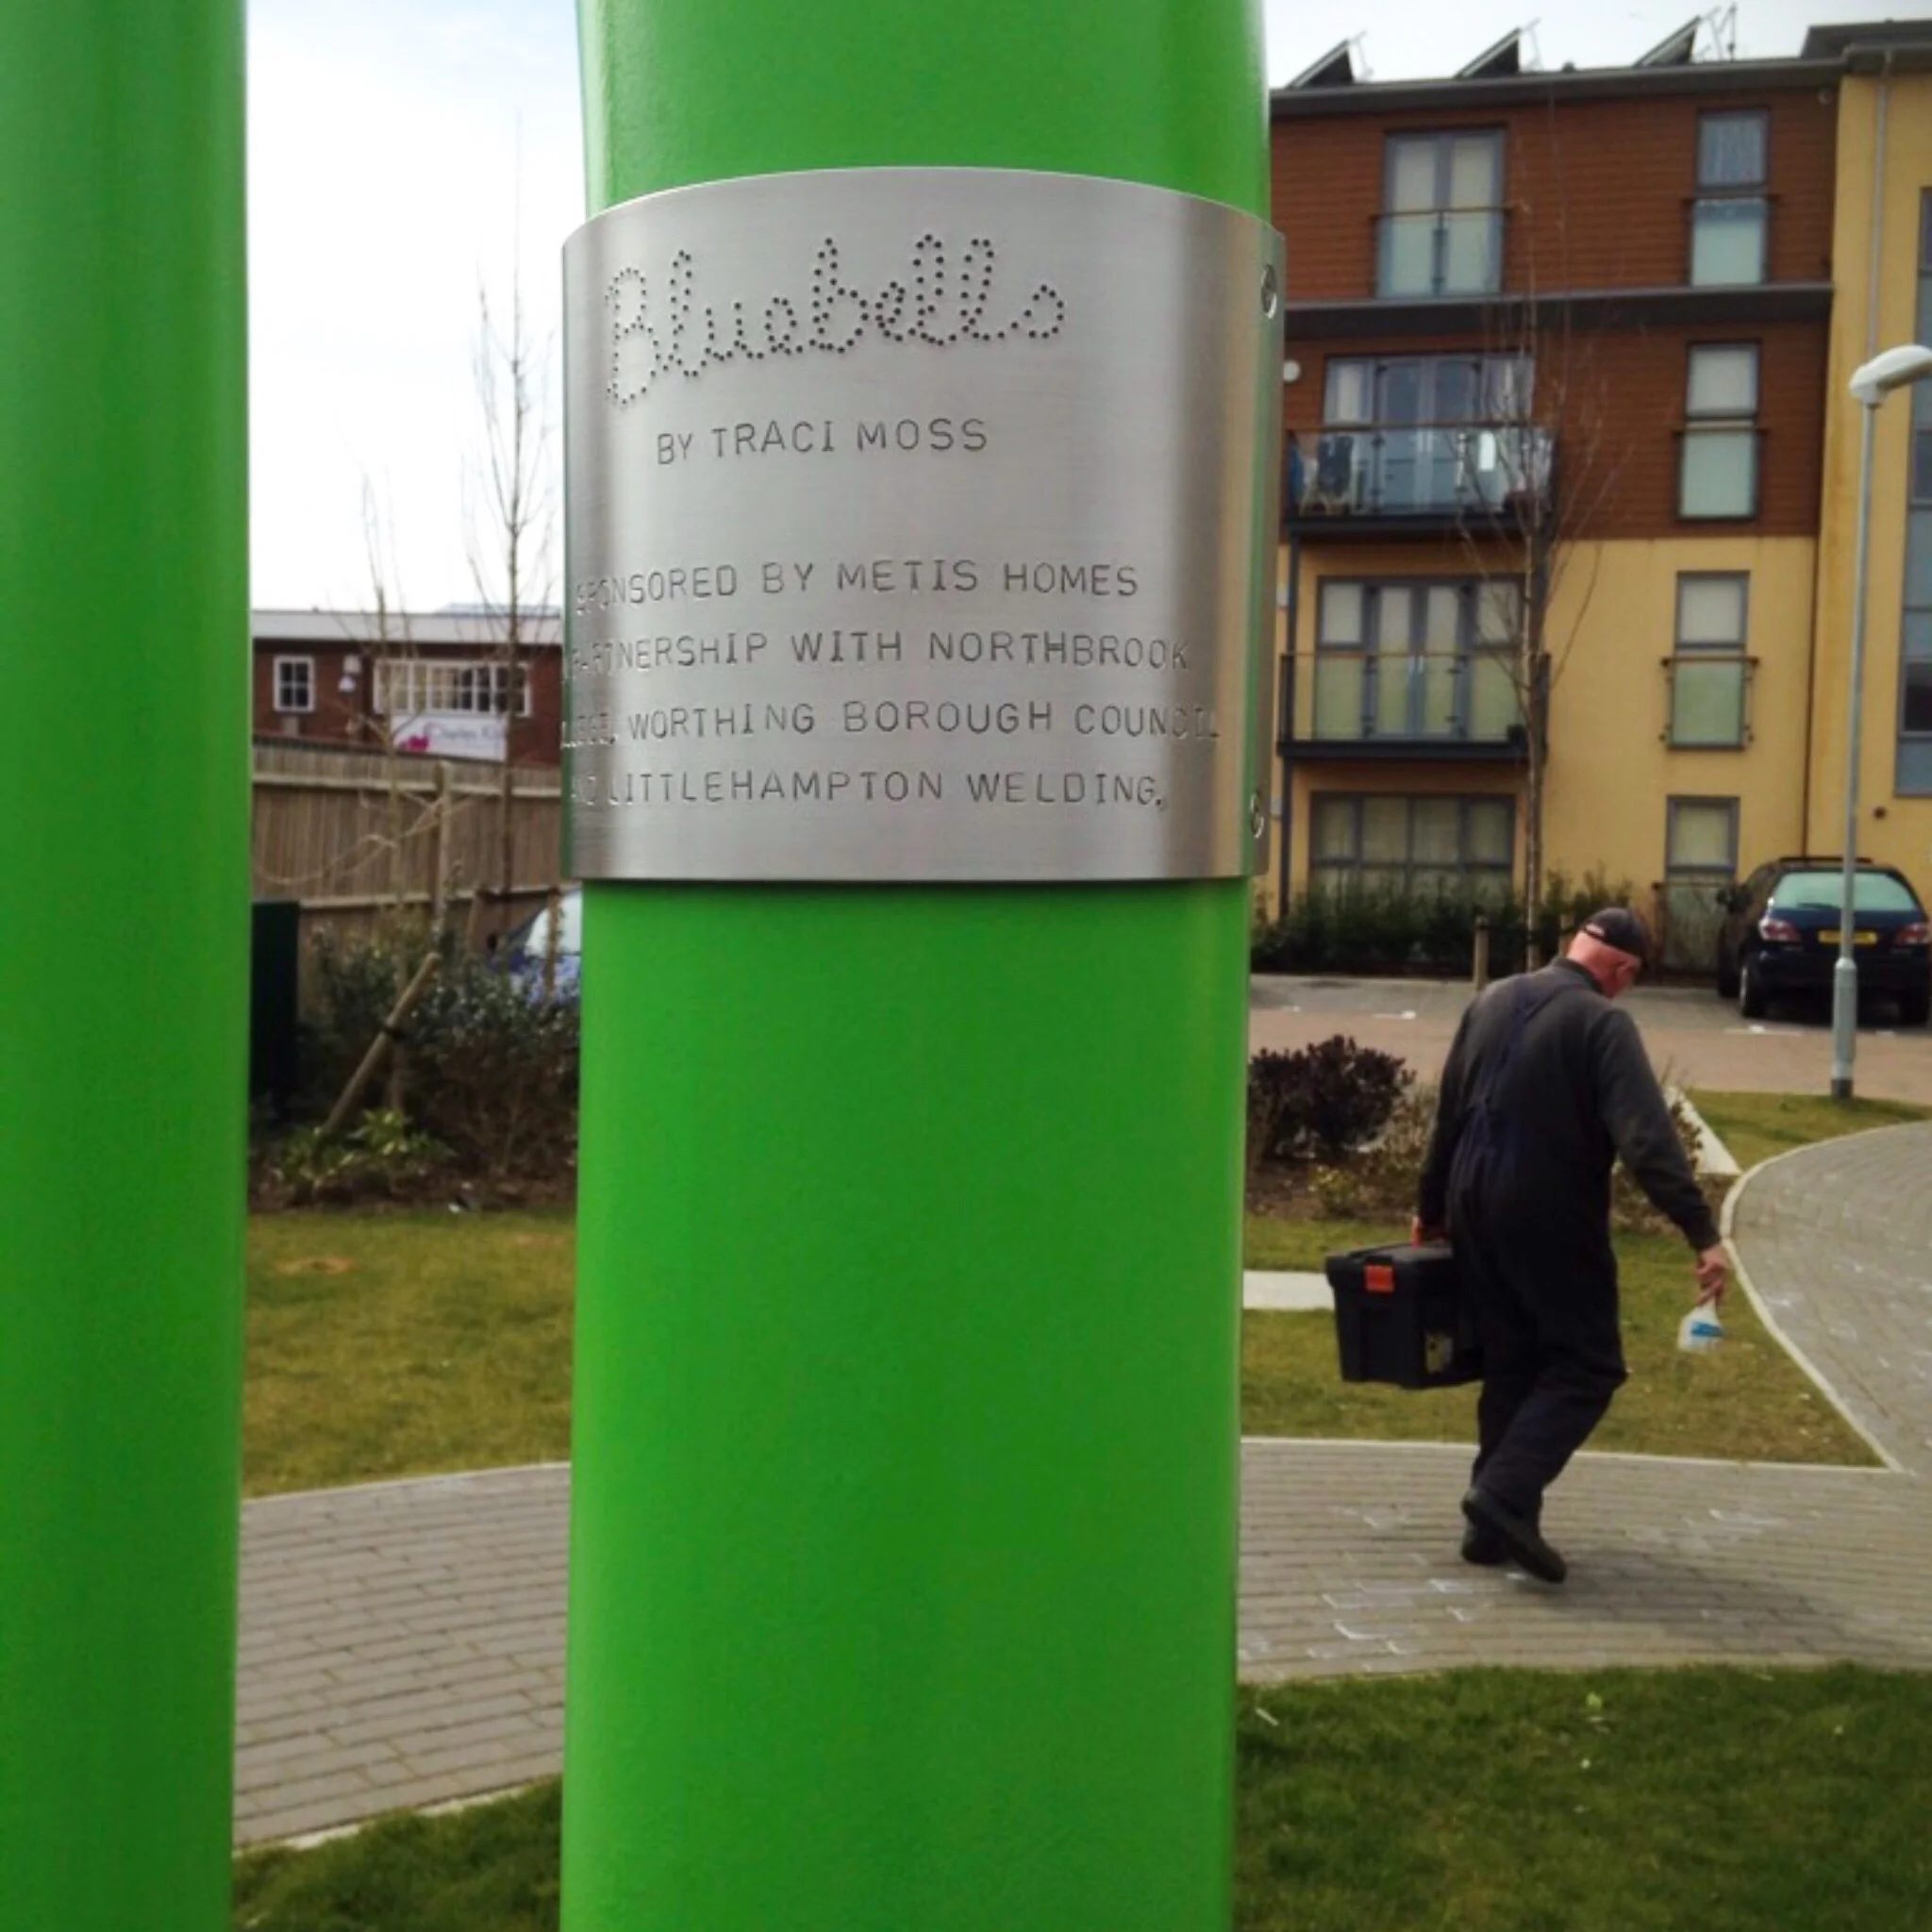 Bluebells
BY TRACI MOSS
SPONSORED BY METIS HOMES
PARTNERSHIP WITH NORTHBROOK
WORTHING BOROUGH COUNCIL
LITTLEHAMPTON WELDING.